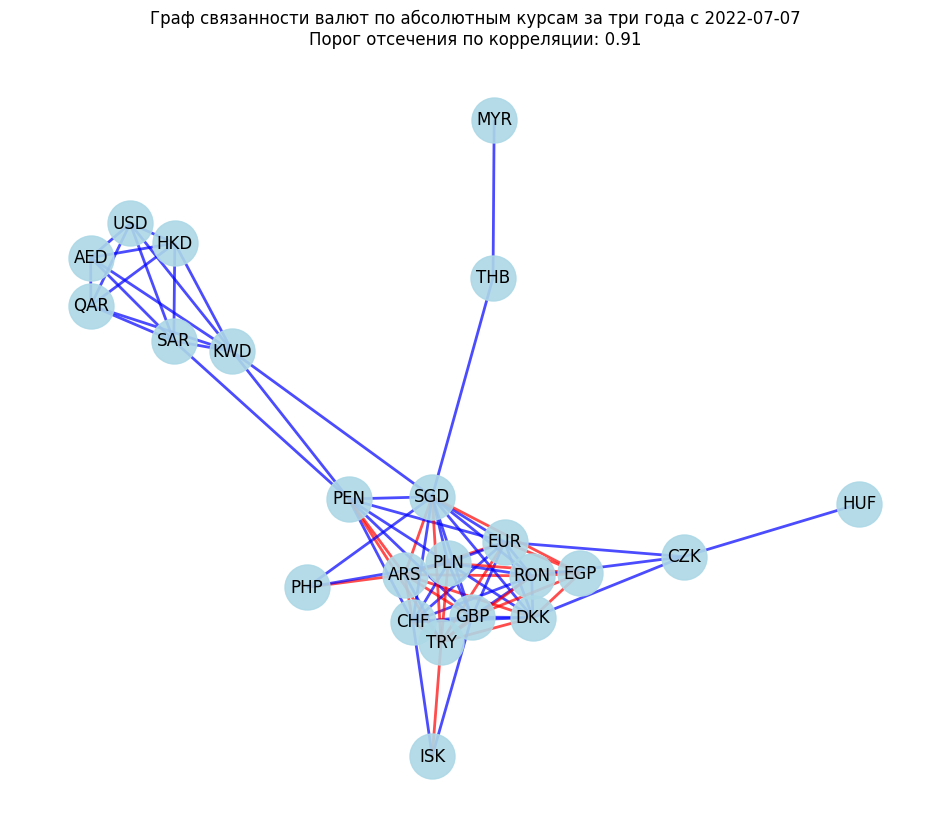 Граф связанности валют по абсолютным курсам за три года с 2022-07-07
Порог отсечения по корреляции: 0.91
MYR
USD
HKD
AED
THB
QAR
SAR
KWD
PEN
SGD
HUF
EUR
CZK
PLN
ARS
RON
EGP
PHP
CHF
GBP
DKK
TRY
ISK